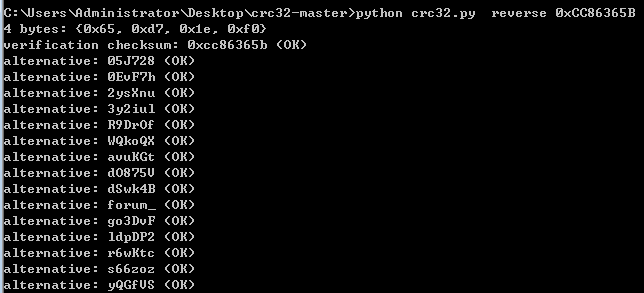 C:\Users\Administrator\Desktop\crc32-master>python crc32.py  reverse 0xCC86365B
4 bytes: {0x65, 0xd7, 0x1e, 0xf0}
verification checksum: 0xcc86365b (OK)
alternative: 05J728 (OK)
alternative: 0EvF7h (OK)
alternative: 2ysXnu (OK)
alternative: 3y2iul (OK)
alternative: R9DrOf (OK)
alternative: WQkoQX (OK)
alternative: avuKGt (OK)
alternative: dO875V (OK)
alternative: dSwk4B (OK)
alternative: forum_ (OK)
alternative: go3DvF (OK)
alternative: ldpDP2 (OK)
alternative: r6wKtc (OK)
alternative: s66zoz (OK)
alternative: yQGfVS (OK)